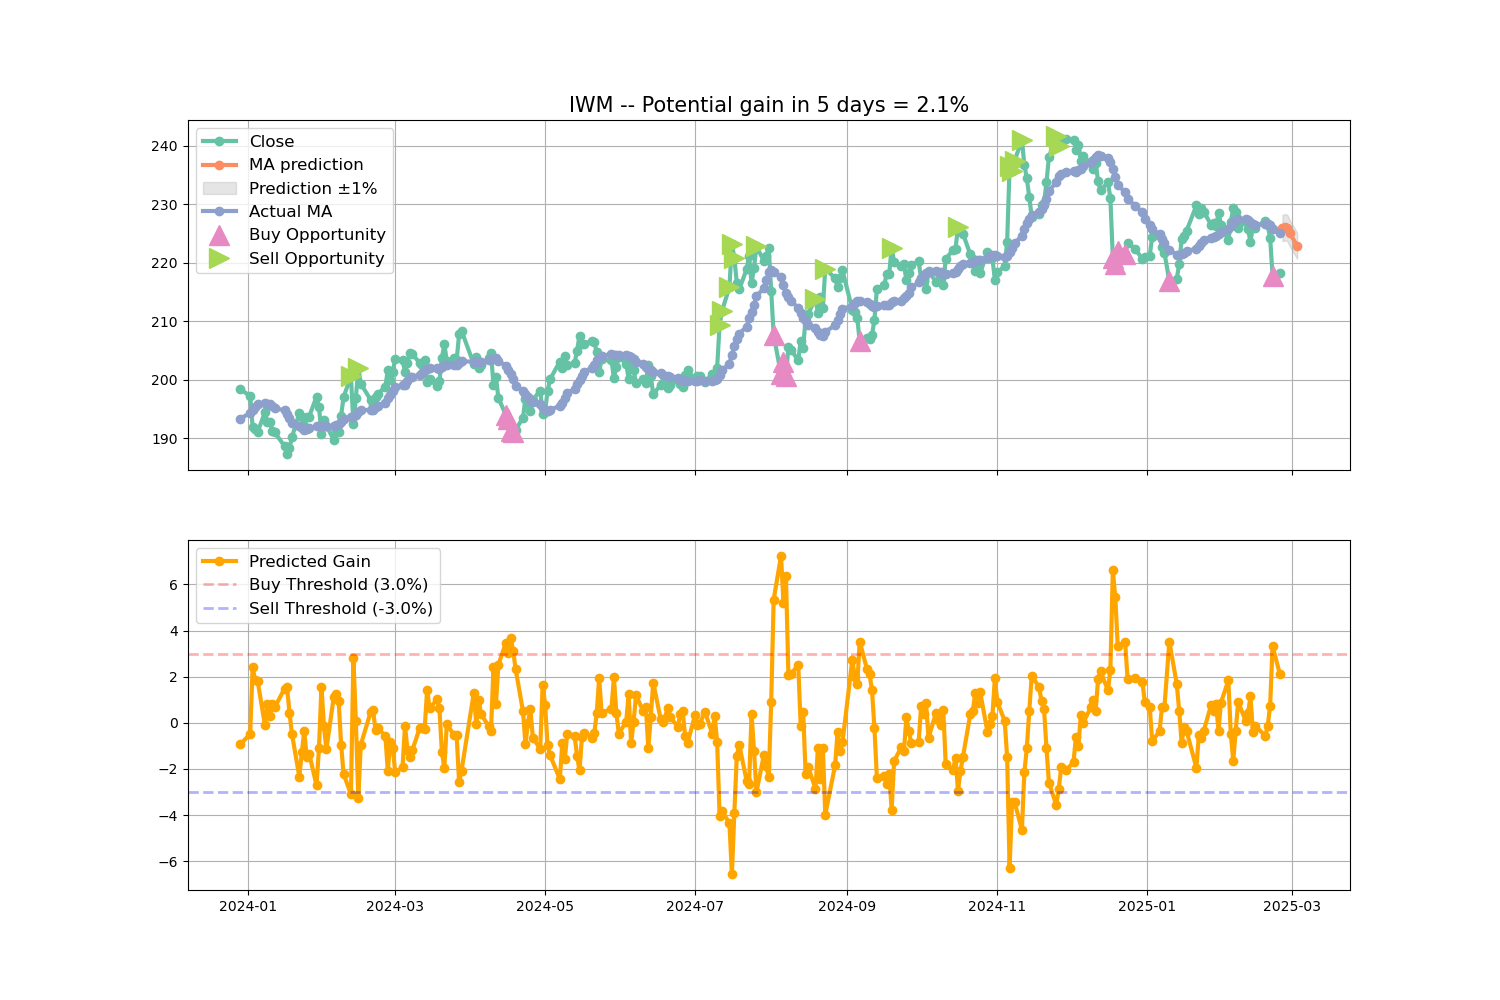 IWM -- Potential gain in 5 days = 2.1%
240
230
220
210
200
190
Close
MA prediction
Prediction ±1%
Actual MA
Buy Opportunity
Sell Opportunity
6
4
2
0
−2
−4
−6
Predicted Gain
Buy Threshold (3.0%)
Sell Threshold (-3.0%)
2024-01
2024-03
2024-05
2024-07
2024-09
2024-11
2025-01
2025-03